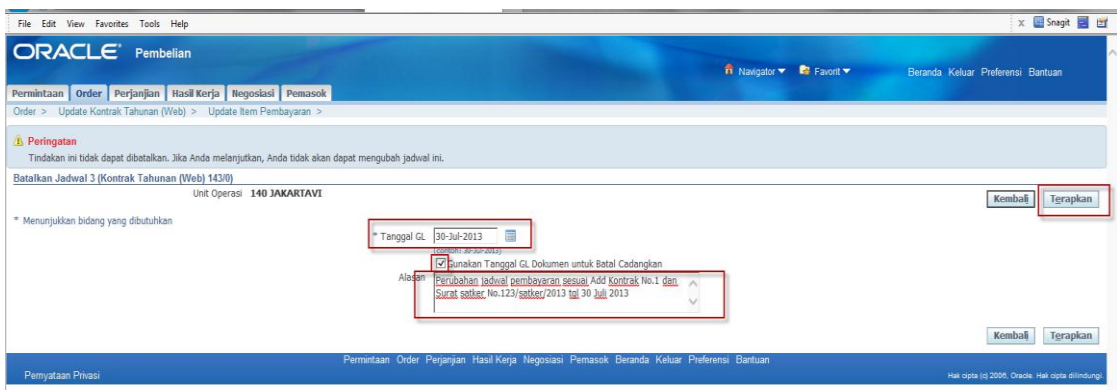 File Edit View Favorites Tools Help
x Snagit
ORACLE Pembelian
Navigator Favorit Beranda Keluar Preferensi Bantuan
Permintaan Order Perjanjian Hasil Kerja Negosiasi Pemasok
Order > Update Kontrak Tahunan (Web) > Update Item Pembayaran >
Peringatan
Tindakan ini tidak dapat dibatalkan. Jika Anda melanjutkan, Anda tidak akan dapat mengubah jadwal ini.
Batalkan Jadwal 3 (Kontrak Tahunan (Web) 143/0)
Unit Operasi 140 JAKARTAVI
Kembali Terapkan
* Menunjukkan bidang yang dibutuhkan
* Tanggal GL 30-Jul-2013
(contoh: 30-Jul-2013)
Gunakan Tanggal GL Dokumen untuk Batal Cadangkan
Alasan Perubahan jadwal pembayaran sesuai Add Kontrak No.1 dan
Surat satker No.123/satker/2013 tgl 30 Juli 2013
Kembali Terapkan
Permintaan Order Perjanjian Hasil Kerja Negosiasi Pemasok Beranda Keluar Preferensi Bantuan
Pernyataan Privasi Hak cipta (c) 2006, Oracle. Hak cipta dilindungi.